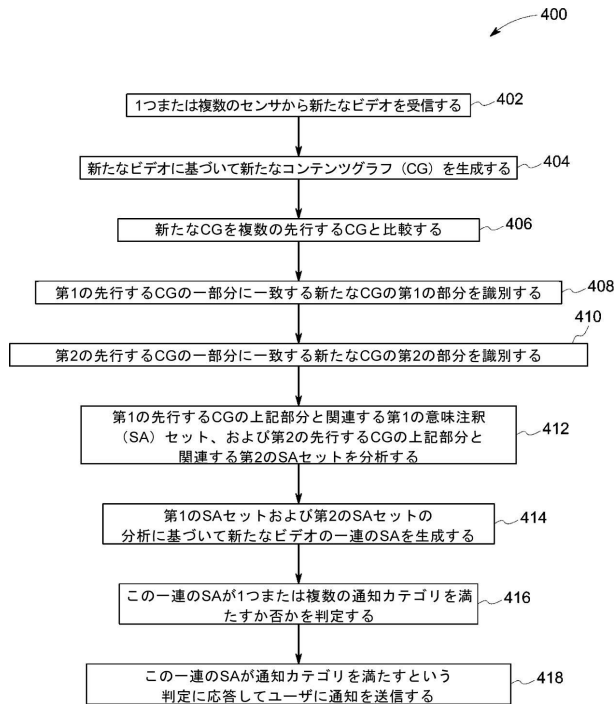 400
1つまたは複数のセンサから新たなビデオを受信する
402
新たなビデオに基づいて新たなコンテンツグラフ（CG）を生成する
404
新たなCGを複数の先行するCGと比較する
406
第1の先行するCGの一部分に一致する新たなCGの第1の部分を識別する
408
410
第2の先行するCGの一部分に一致する新たなCGの第2の部分を識別する
第1の先行するCGの上記部分と関連する第1の意味注釈
（SA）セット、および第2の先行するCGの上記部分と
関連する第2のSAセットを分析する
412
第1のSAセットおよび第2のSAセットの
分析に基づいて新たなビデオの一連のSAを生成する
414
この一連のSAが1つまたは複数の通知カテゴリを満
たすか否かを判定する
416
この一連のSAが通知カテゴリを満たすという
判定に応答してユーザに通知を送信する
418